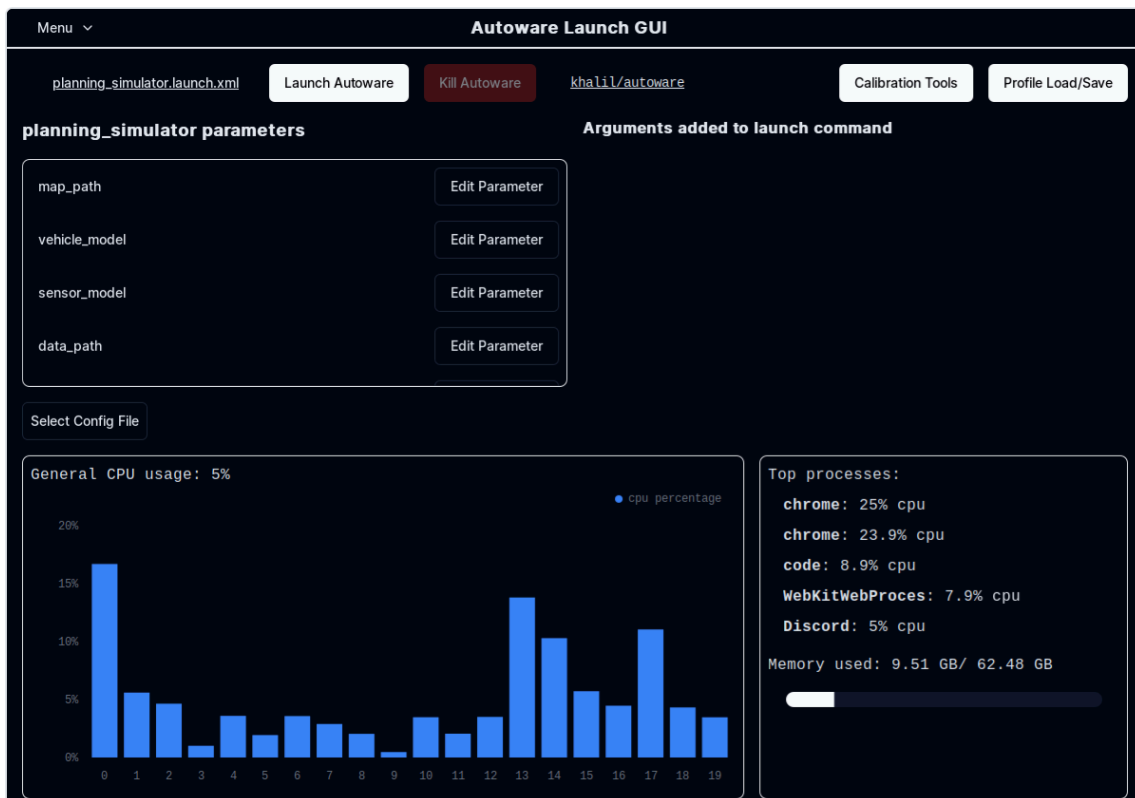 Menu
Autoware Launch GUI
planning_simulator.launch.xml
Launch Autoware
Kill Autoware
khalil/autoware
Calibration Tools
Profile Load/Save
planning_simulator parameters
Arguments added to launch command
map_path
Edit Parameter
vehicle_model
Edit Parameter
sensor_model
Edit Parameter
data_path
Edit Parameter
Select Config File
General CPU usage: 5%
cpu percentage
20%
15%
10%
5%
0%
0 1 2 3 4 5 6 7 8 9 10 11 12 13 14 15 16 17 18 19
Top processes:
chrome: 25% cpu
chrome: 23.9% cpu
code: 8.9% cpu
WebKitWebProces: 7.9% cpu
Discord: 5% cpu
Memory used: 9.51 GB/ 62.48 GB